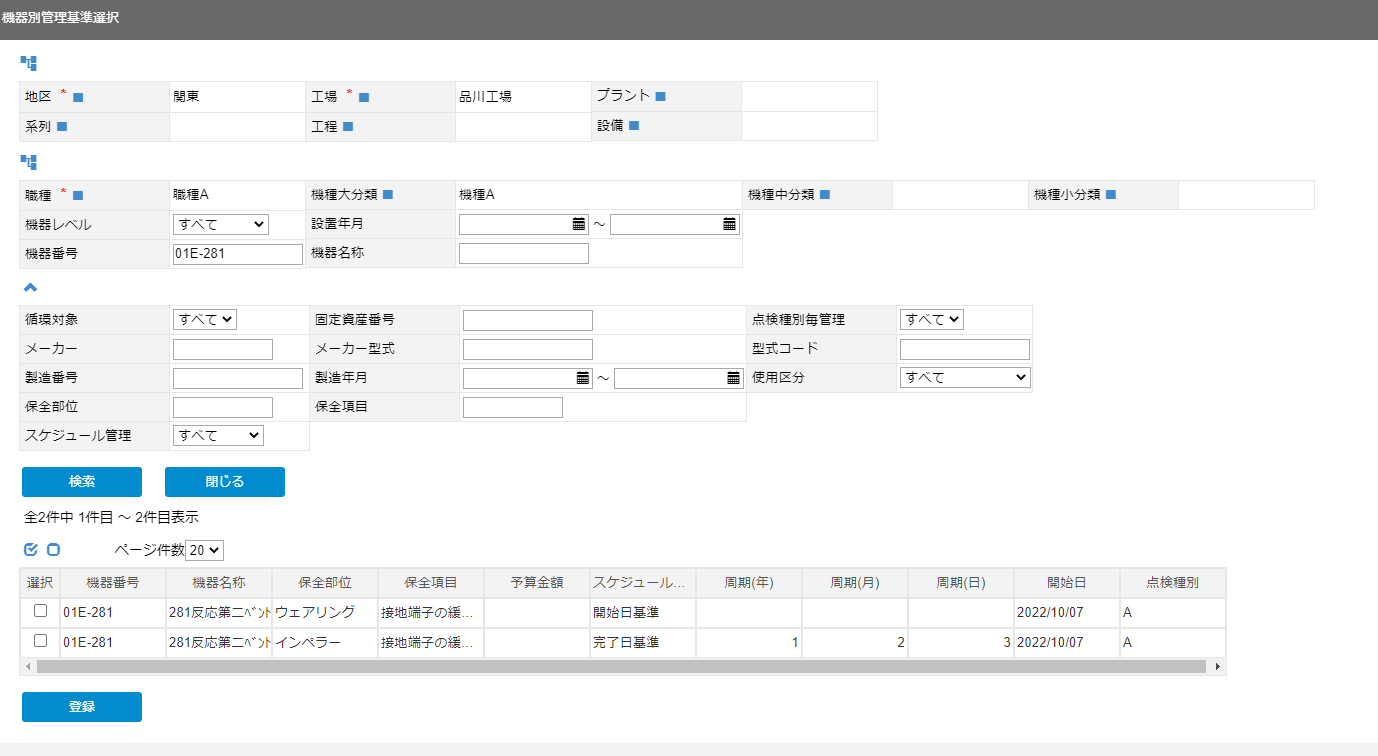 機器別管理基準選択
地区 * 関東 工場 * 品川工場 プラント
系列 工程 設備
職種 * 職種A 機種大分類 機種A 機種中分類 機種小分類
機器レベル すべて 設置年月 ～
機器番号 01E-281 機器名称
循環対象 すべて 固定資産番号 点検種別毎管理 すべて
メーカー メーカー型式 型式コード
製造番号 製造年月 ～ 使用区分 すべて
保全部位 保全項目
スケジュール管理 すべて
検索 閉じる
全2件中 1件目 ～ 2件目表示
ページ件数 20
選択 機器番号 機器名称 保全部位 保全項目 予算金額 スケジュール... 周期(年) 周期(月) 周期(日) 開始日 点検種別
01E-281 281反応第二ﾍﾞﾝﾄ ウェアリング 接地端子の緩... 開始日基準 2022/10/07 A
01E-281 281反応第二ﾍﾞﾝﾄ インペラー 接地端子の緩... 完了日基準 1 2 3 2022/10/07 A
登録